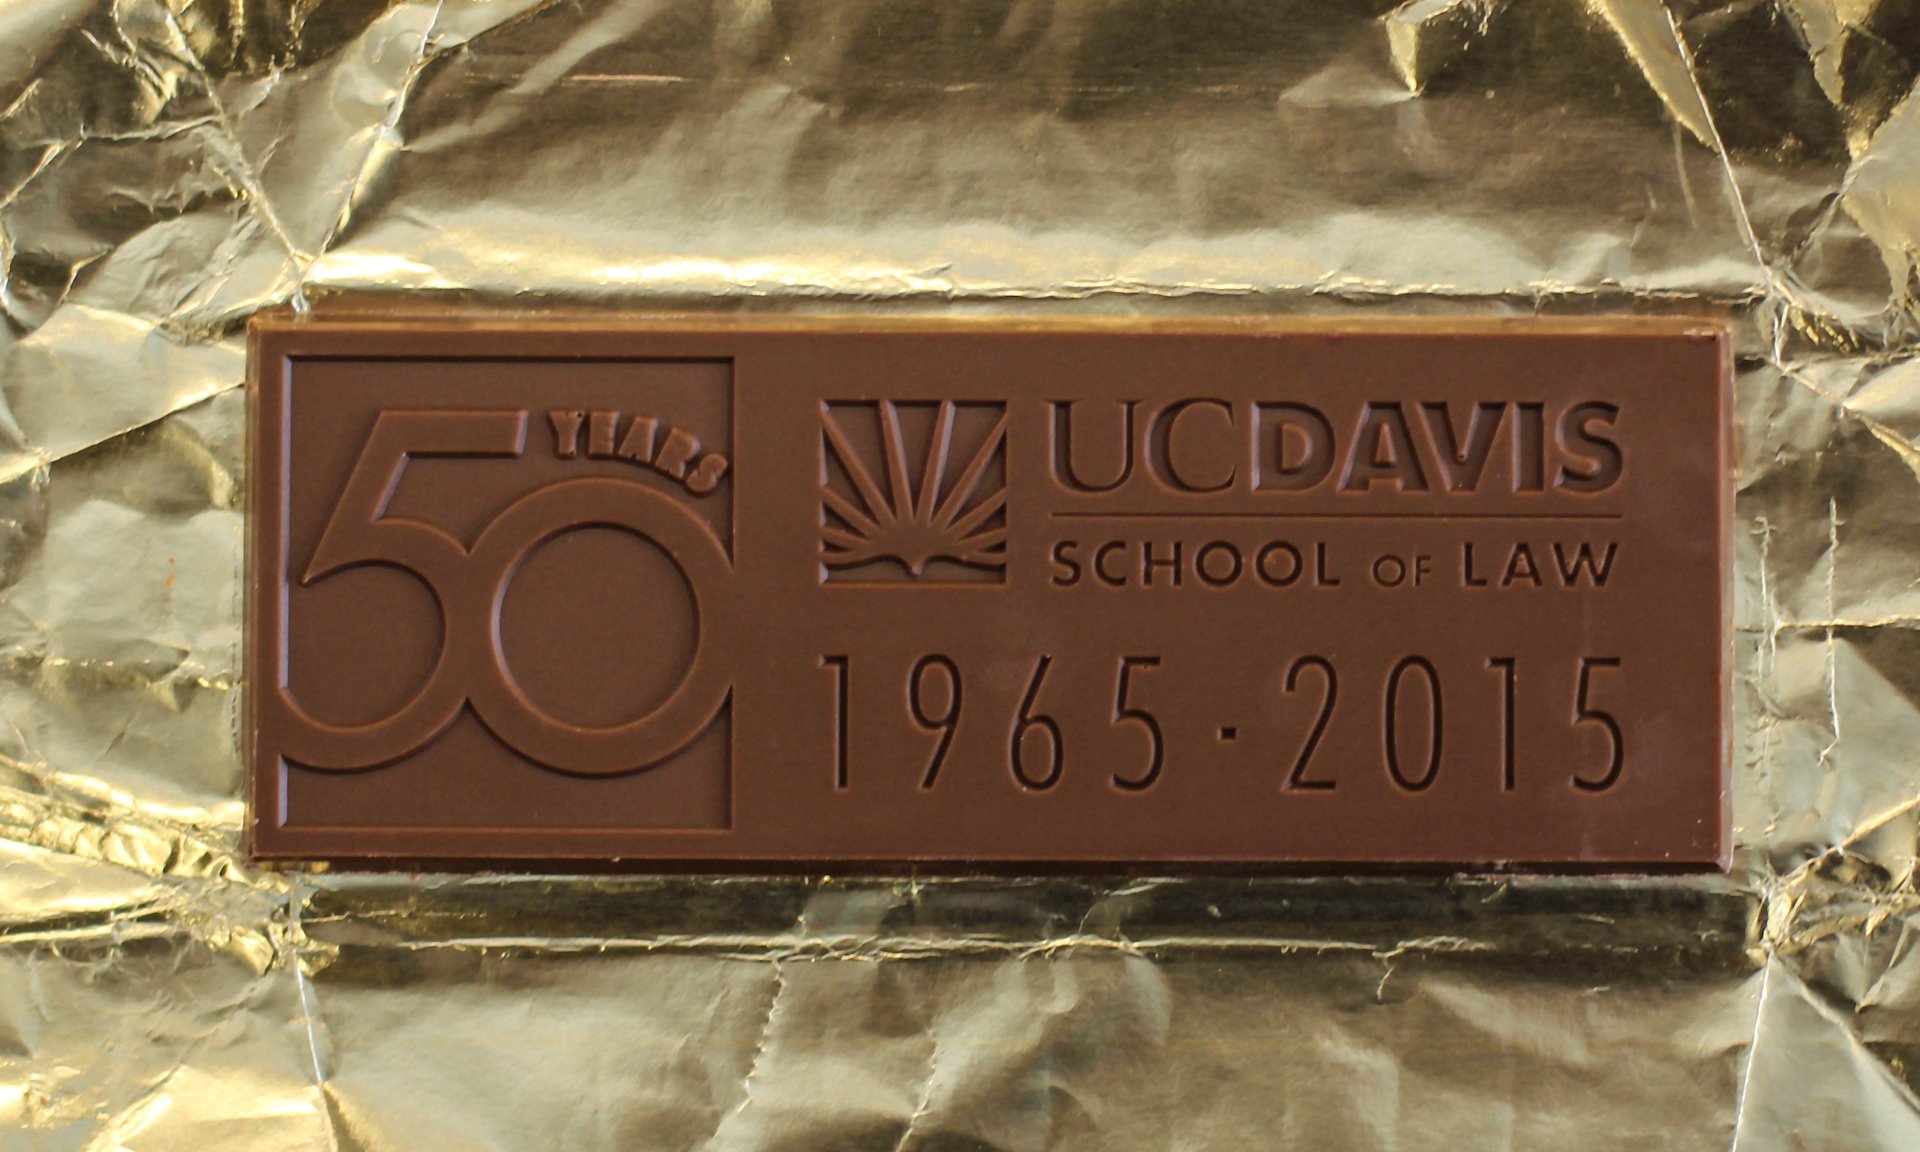 50 YEARS
UCDAVIS
SCHOOL OF LAW
1965·2015